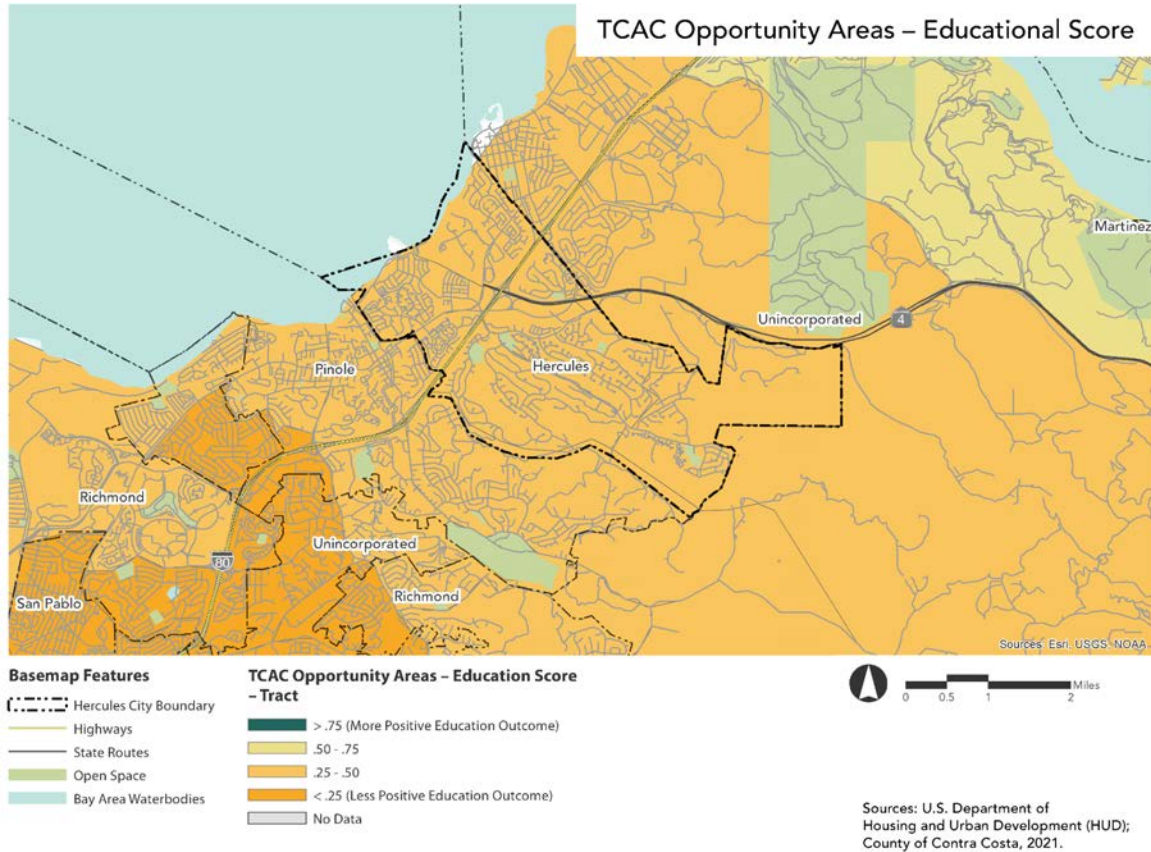 TCAC Opportunity Areas – Educational Score
Martinez
Unincorporated
4
Hercules
Pinole
Richmond
Unincorporated
80
Richmond
San Pablo
Sources: Esri, USGS, NOAA
Basemap Features
Hercules City Boundary
Highways
State Routes
Open Space
Bay Area Waterbodies
TCAC Opportunity Areas – Education Score
– Tract
> .75 (More Positive Education Outcome)
.50 - .75
.25 - .50
< .25 (Less Positive Education Outcome)
No Data
0 0.5 1 2 Miles
Sources: U.S. Department of
Housing and Urban Development (HUD);
County of Contra Costa, 2021.